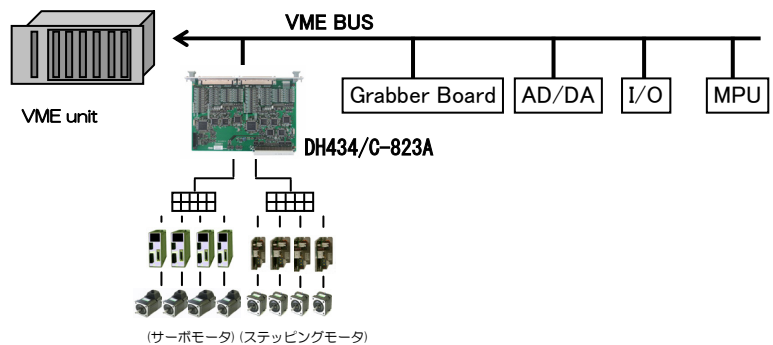 VME BUS
VME unit
Grabber Board
AD/DA
I/O
MPU
DH434/C-823A
(サーボモータ) (ステッピングモータ)